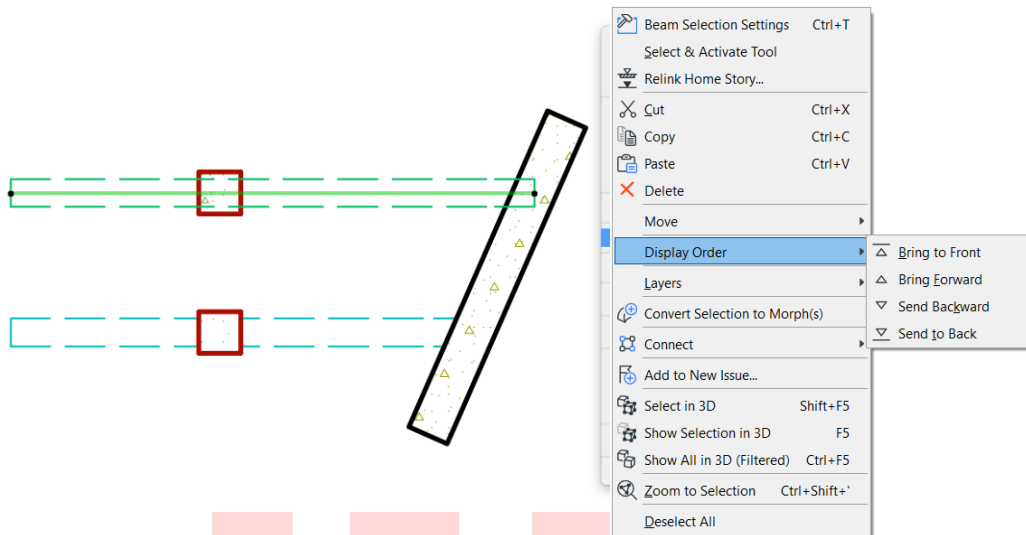 Beam Selection Settings Ctrl+T
Select & Activate Tool
Relink Home Story...
Cut Ctrl+X
Copy Ctrl+C
Paste Ctrl+V
Delete
Move
Display Order
Bring to Front
Bring Forward
Send Backward
Send to Back
Layers
Convert Selection to Morph(s)
Connect
Add to New Issue...
Select in 3D Shift+F5
Show Selection in 3D F5
Show All in 3D (Filtered) Ctrl+F5
Zoom to Selection Ctrl+Shift+'
Deselect All